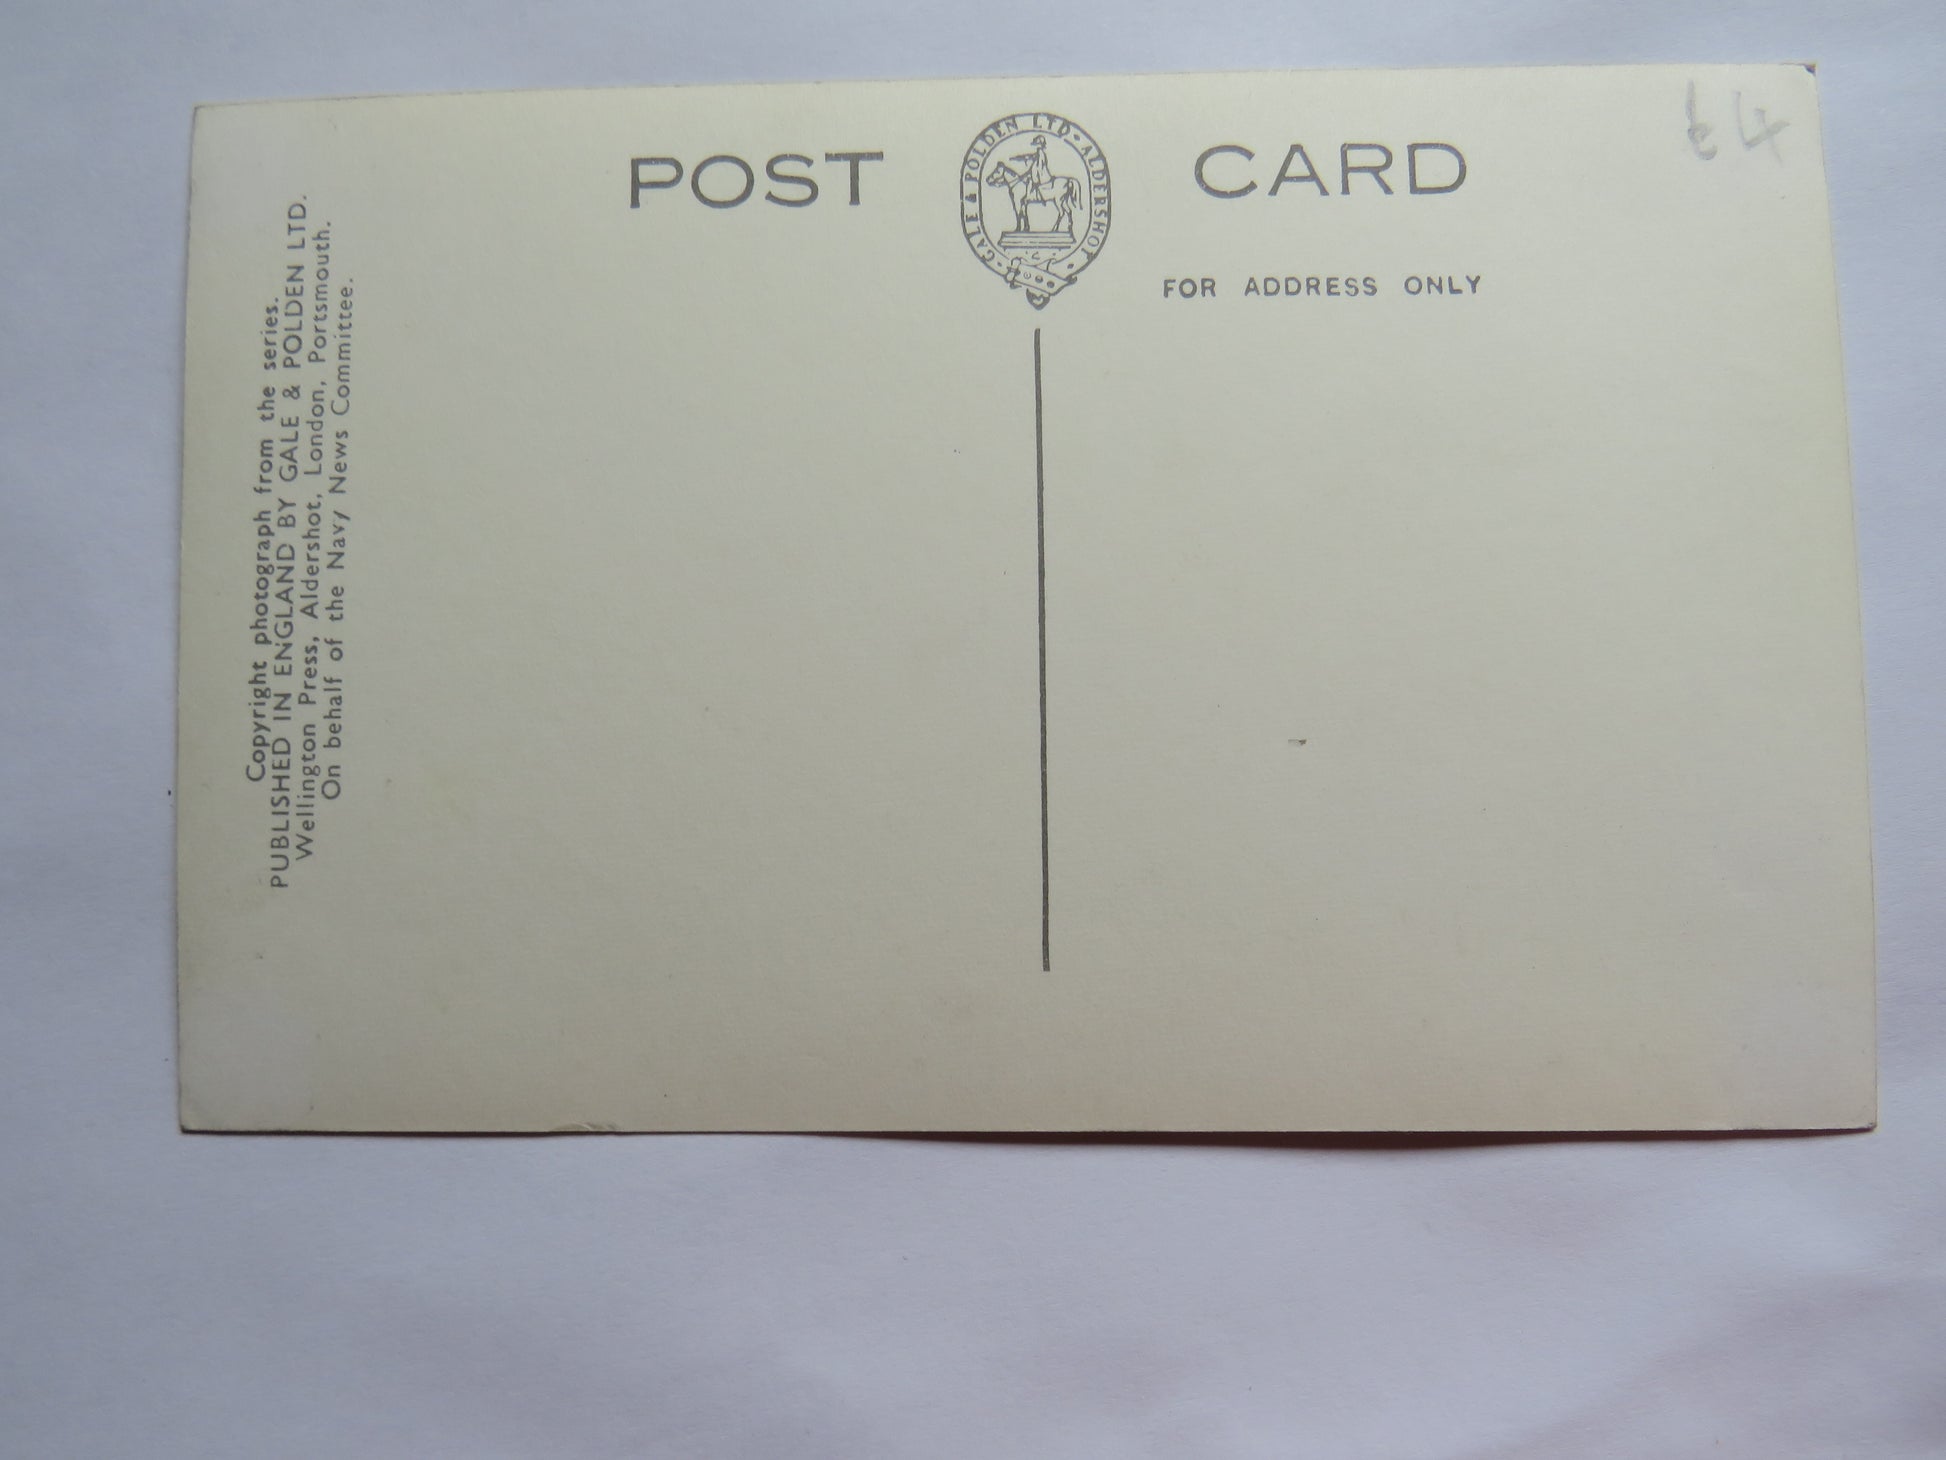 POST CARD
GALE & POLDEN LTD - ALDERSHOT
FOR ADDRESS ONLY
£4
Copyright photograph from the series.
PUBLISHED IN ENGLAND BY GALE & POLDEN LTD.
Wellington Press, Aldershot, London, Portsmouth.
On behalf of the Navy News Committee.